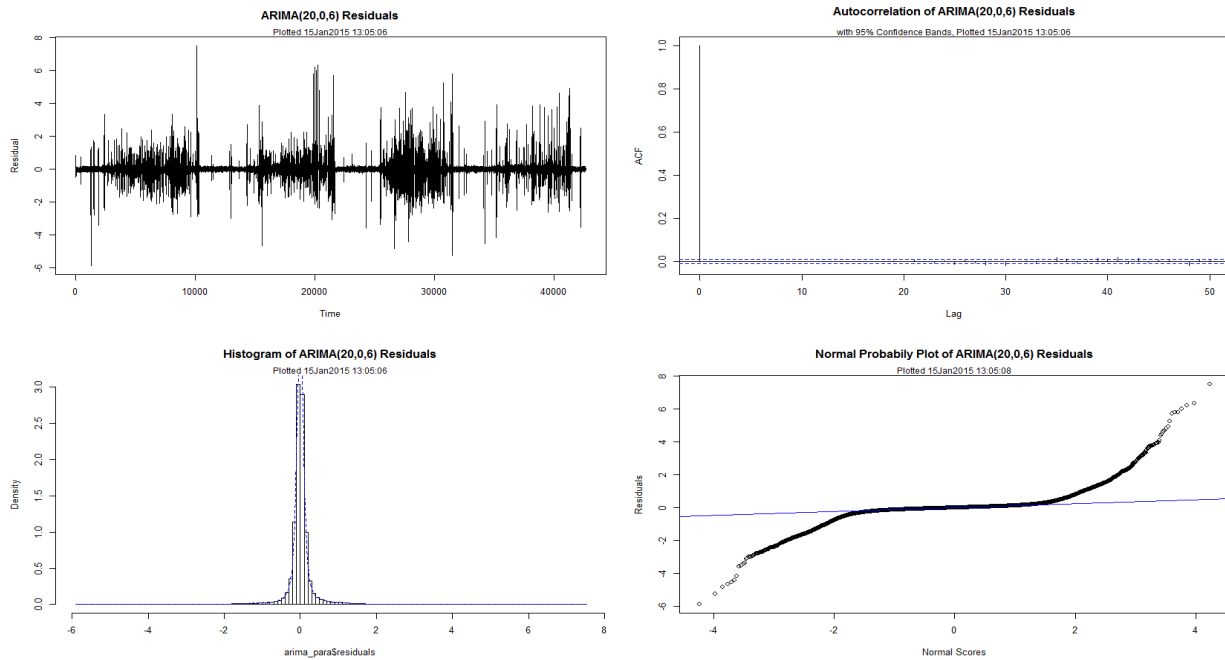 ARIMA(20,0,6) Residuals
Plotted 15Jan2015 13:05:06
Residual
8
6
4
2
0
-2
-4
-6
0 10000 20000 30000 40000
Time
Autocorrelation of ARIMA(20,0,6) Residuals
with 95% Confidence Bands, Plotted 15Jan2015 13:05:06
ACF
1.0
0.8
0.6
0.4
0.2
0.0
0 10 20 30 40 50
Lag
Histogram of ARIMA(20,0,6) Residuals
Plotted 15Jan2015 13:05:06
Density
3.0
2.5
2.0
1.5
1.0
0.5
0.0
-6 -4 -2 0 2 4 6 8
arima_para$residuals
Normal Probabily Plot of ARIMA(20,0,6) Residuals
Plotted 15Jan2015 13:05:08
Residuals
8
6
4
2
0
-2
-4
-6
-4 -2 0 2 4
Normal Scores